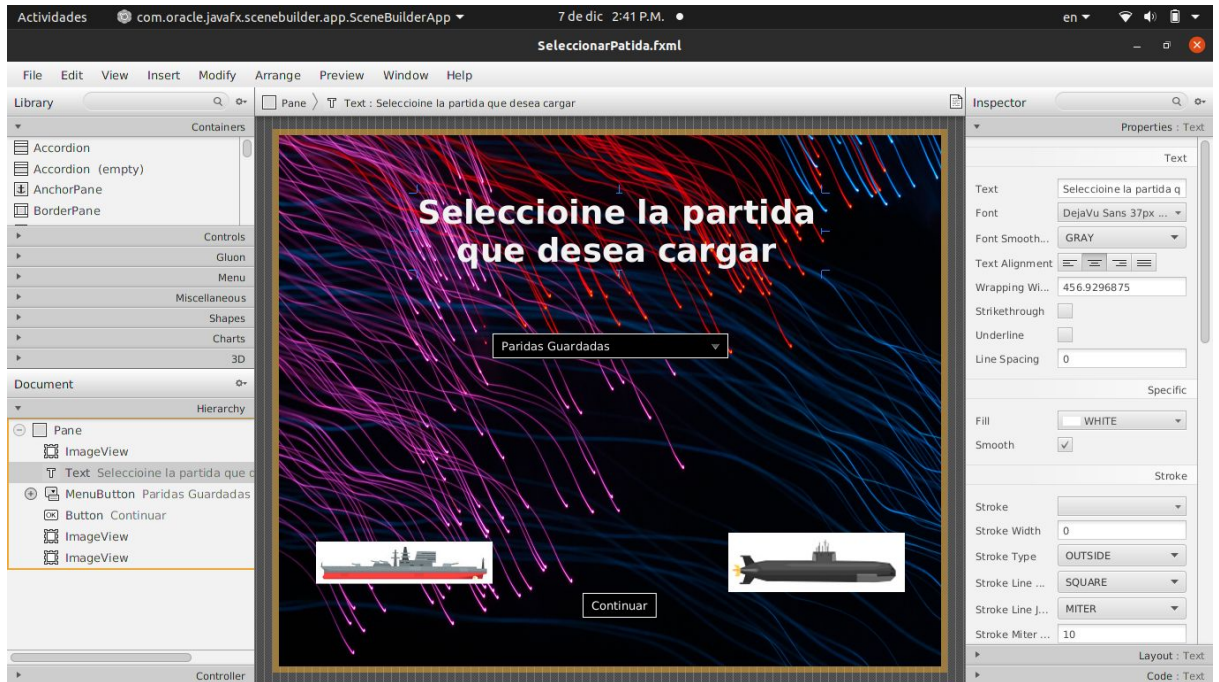 Actividades
com.oracle.javafx.scenebuilder.app.SceneBuilderApp
7 de dic 2:41 P.M.
en
SeleccionarPatida.fxml
File Edit View Insert Modify Arrange Preview Window Help
Library
Containers
Accordion
Accordion (empty)
AnchorPane
BorderPane
Controls
Gluon
Menu
Miscellaneous
Shapes
Charts
3D
Document
Hierarchy
Pane
ImageView
Text Seleccioine la partida que
MenuButton Paridas Guardadas
Button Continuar
ImageView
ImageView
Controller
Pane Text : Seleccioine la partida que desea cargar
Seleccioine la partida
que desea cargar
Paridas Guardadas
Continuar
Inspector
Properties : Text
Text
Text Seleccioine la partida q
Font DejaVu Sans 37px ...
Font Smooth... GRAY
Text Alignment
Wrapping Wi... 456.9296875
Strikethrough
Underline
Line Spacing 0
Specific
Fill WHITE
Smooth
Stroke
Stroke
Stroke Width 0
Stroke Type OUTSIDE
Stroke Line ... SQUARE
Stroke Line J... MITER
Stroke Miter ... 10
Layout : Text
Code : Text